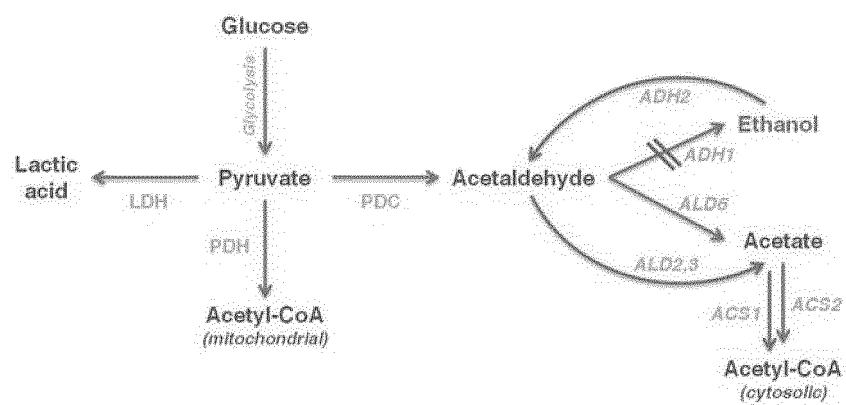 Glucose
Glycolysis
Lactic
acid
LDH
Pyruvate
PDC
Acetaldehyde
ADH2
Ethanol
ADH1
ALD6
Acetate
ALD2,3
PDH
Acetyl-CoA
(mitochondrial)
ACS1
ACS2
Acetyl-CoA
(cytosolic)